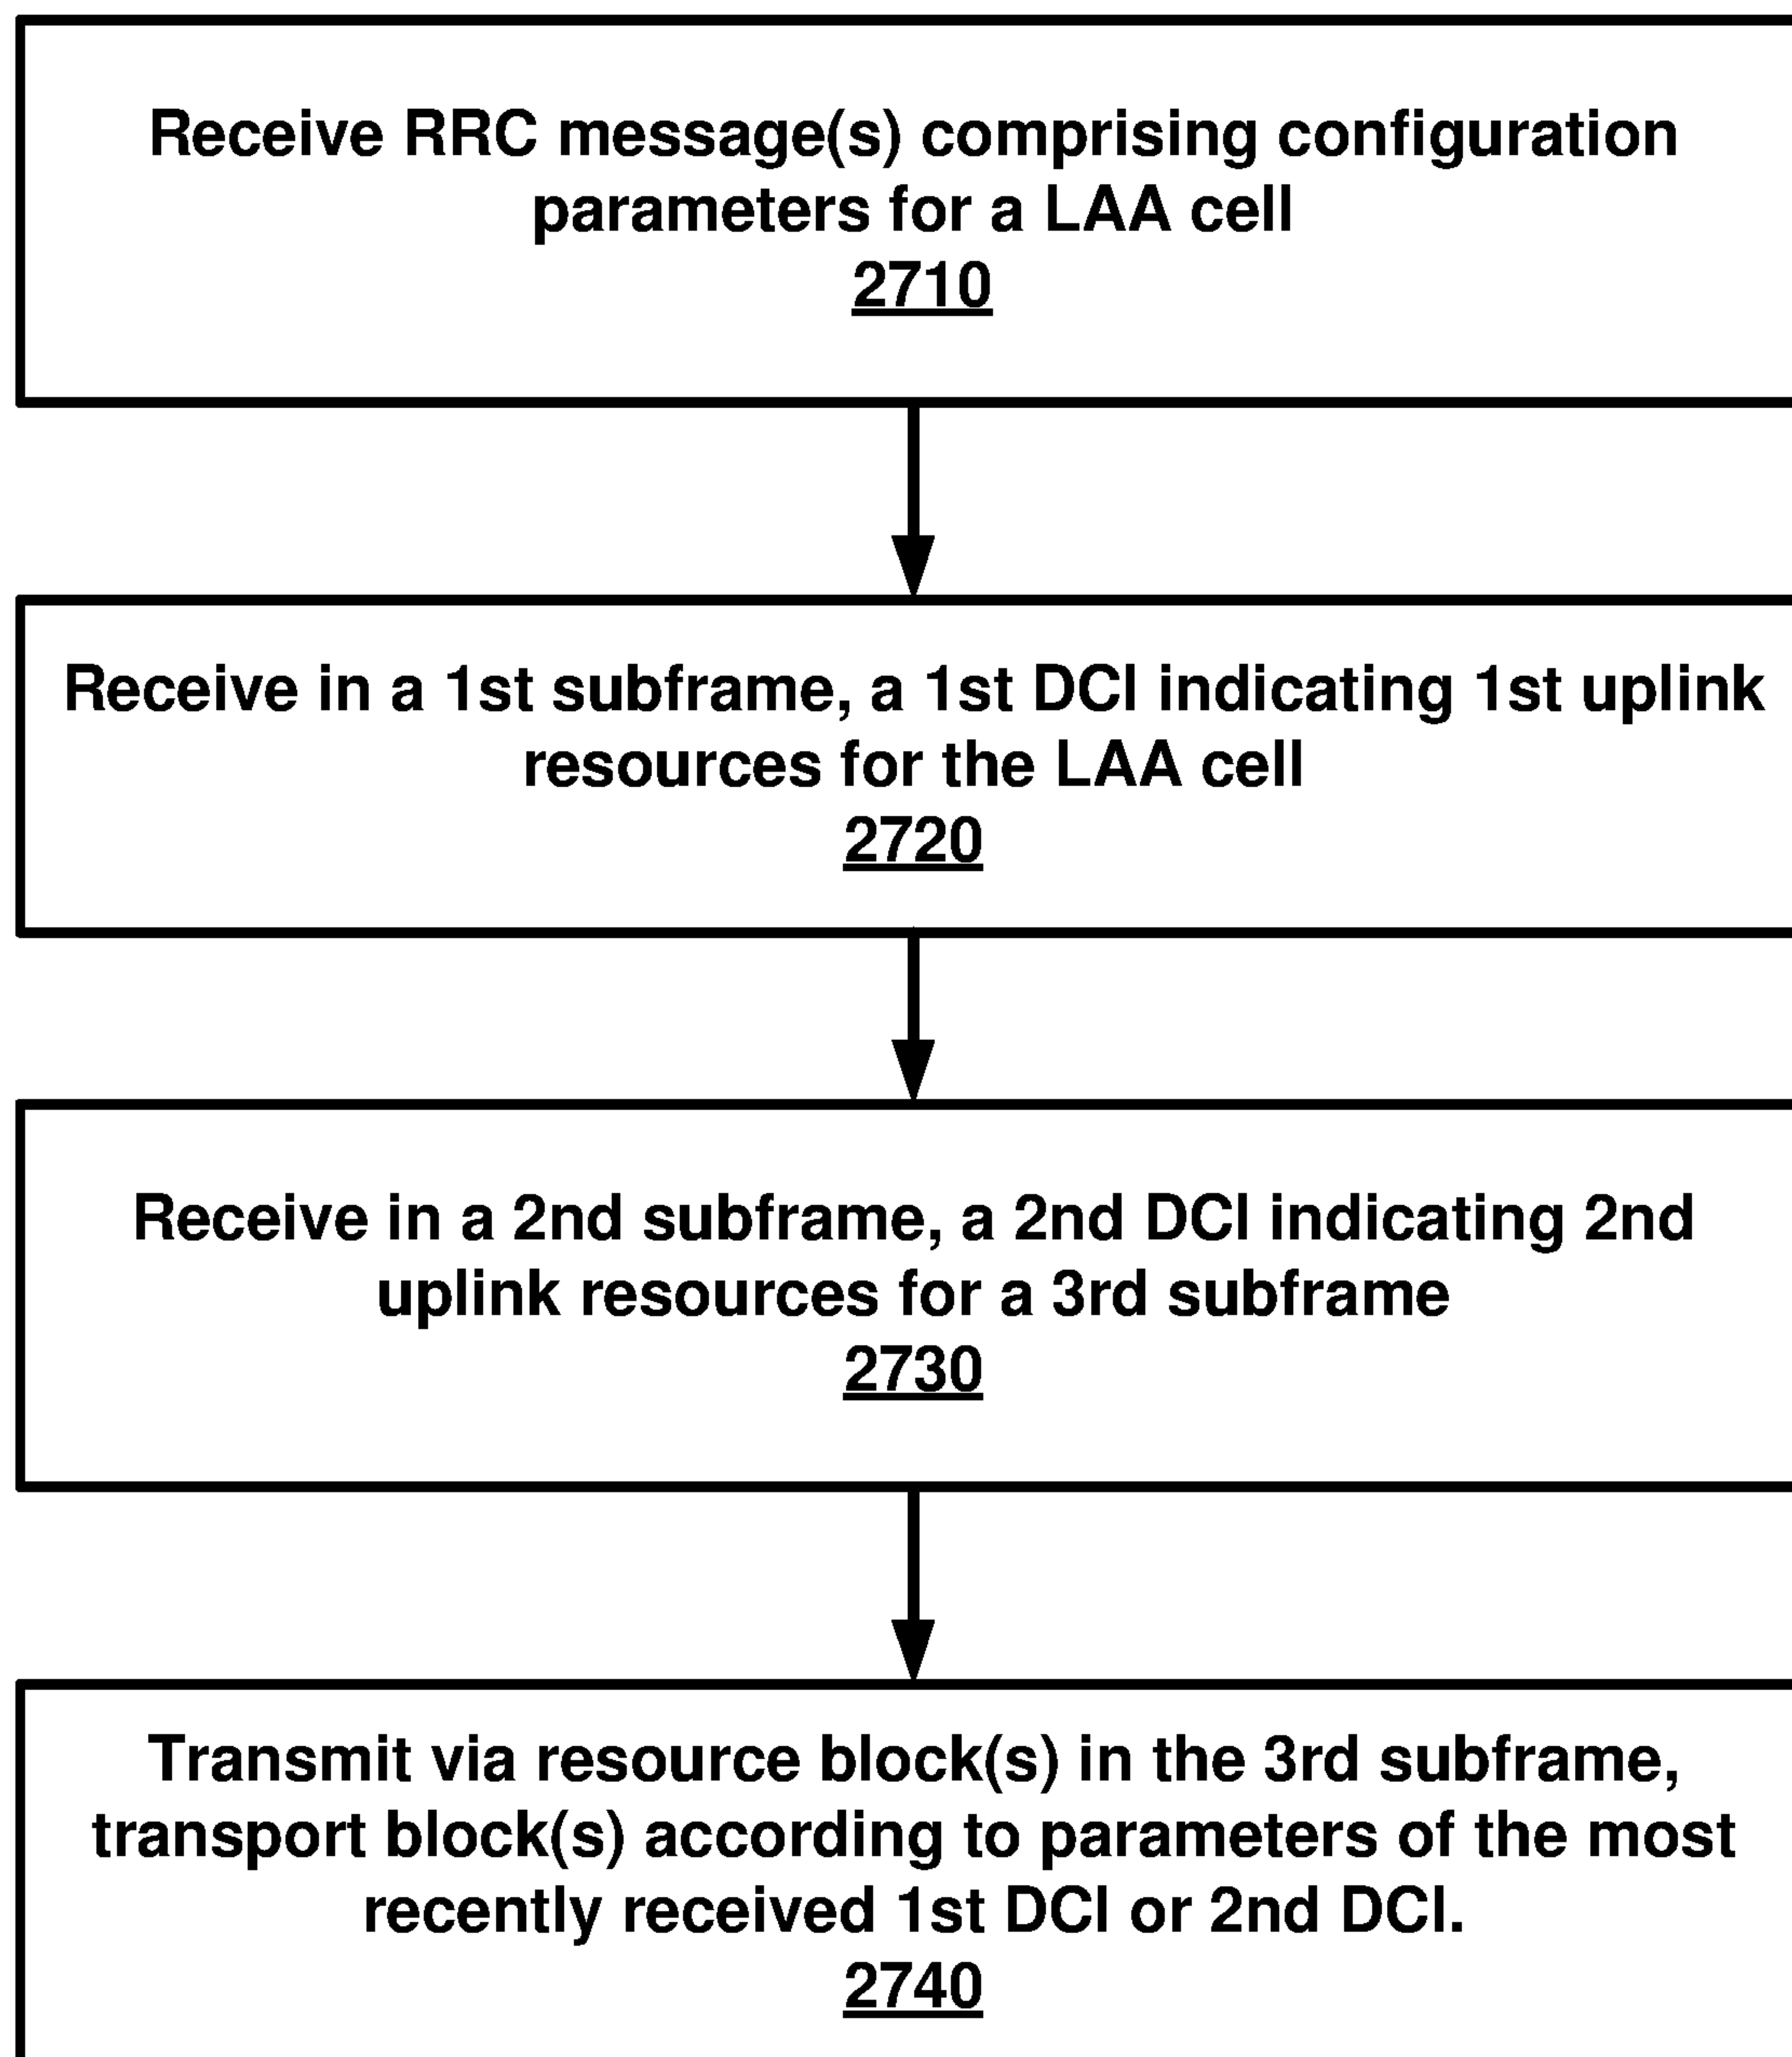 Receive RRC message(s) comprising configuration
parameters for a LAA cell
2710
Receive in a 1st subframe, a 1st DCI indicating 1st uplink
resources for the LAA cell
2720
Receive in a 2nd subframe, a 2nd DCI indicating 2nd
uplink resources for a 3rd subframe
2730
Transmit via resource block(s) in the 3rd subframe,
transport block(s) according to parameters of the most
recently received 1st DCI or 2nd DCI.
2740